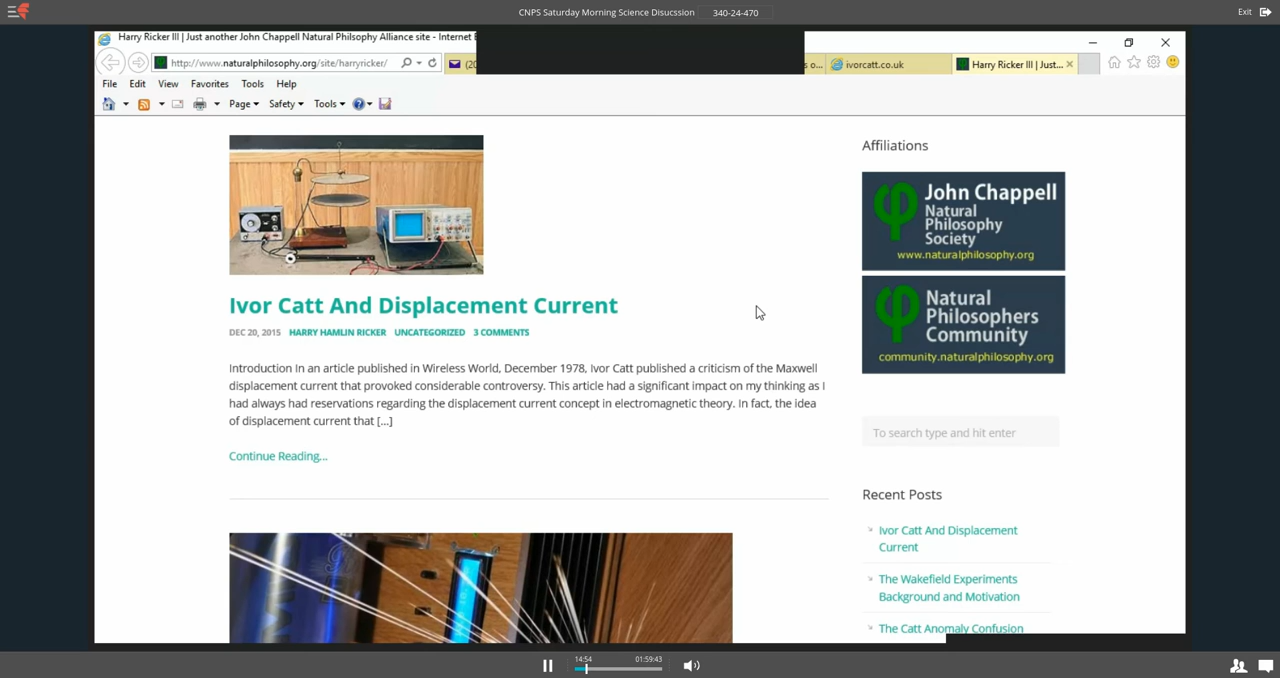 CNPS Saturday Morning Science Disucssion 340-24-470
Exit
Harry Ricker III | Just another John Chappell Natural Philsophy Alliance site - Internet E
http://www.naturalphilosophy.org/site/harryricker/
(20
s o...
ivorcatt.co.uk
Harry Ricker III | Just...
File Edit View Favorites Tools Help
Page Safety Tools
Ivor Catt And Displacement Current
DEC 20, 2015 HARRY HAMLIN RICKER UNCATEGORIZED 3 COMMENTS
Introduction In an article published in Wireless World, December 1978, Ivor Catt published a criticism of the Maxwell
displacement current that provoked considerable controversy. This article had a significant impact on my thinking as I
had always had reservations regarding the displacement current concept in electromagnetic theory. In fact, the idea
of displacement current that [...]
Continue Reading...
Affiliations
John Chappell
Natural
Philosophy
Society
www.naturalphilosophy.org
Natural
Philosophers
Community
community.naturalphilosophy.org
To search type and hit enter
Recent Posts
Ivor Catt And Displacement
Current
The Wakefield Experiments
Background and Motivation
The Catt Anomaly Confusion
14:54
01:59:43